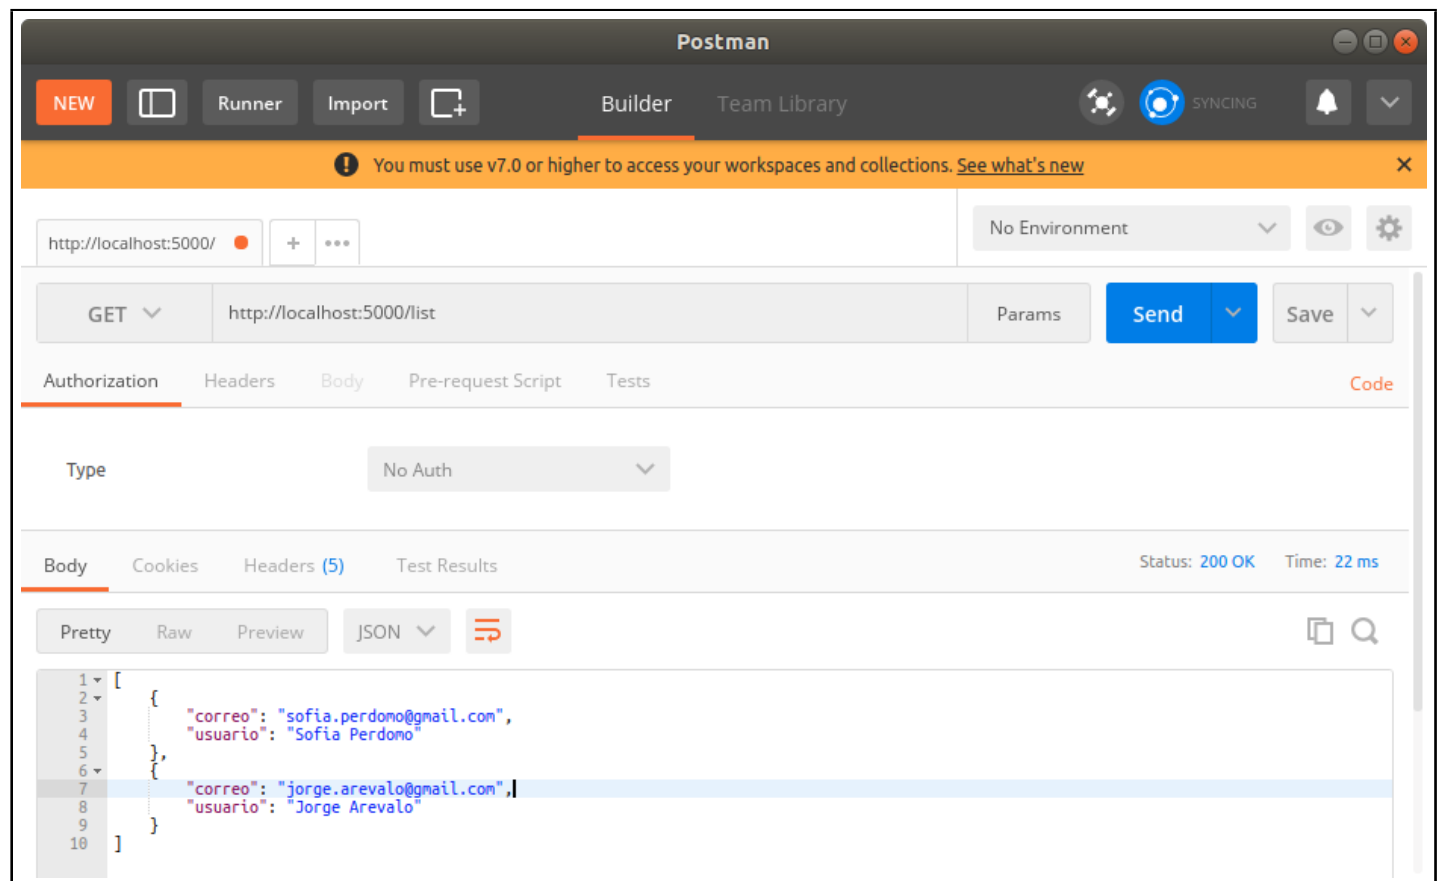 Postman
NEW Runner Import Builder Team Library SYNCING
You must use v7.0 or higher to access your workspaces and collections. See what's new
http://localhost:5000/ No Environment
GET http://localhost:5000/list Params Send Save
Authorization Headers Body Pre-request Script Tests Code
Type No Auth
Body Cookies Headers (5) Test Results Status: 200 OK Time: 22 ms
Pretty Raw Preview JSON
1 [
2 {
3 "correo": "sofia.perdomo@gmail.com",
4 "usuario": "Sofia Perdomo"
5 },
6 {
7 "correo": "jorge.arevalo@gmail.com",
8 "usuario": "Jorge Arevalo"
9 }
10 ]